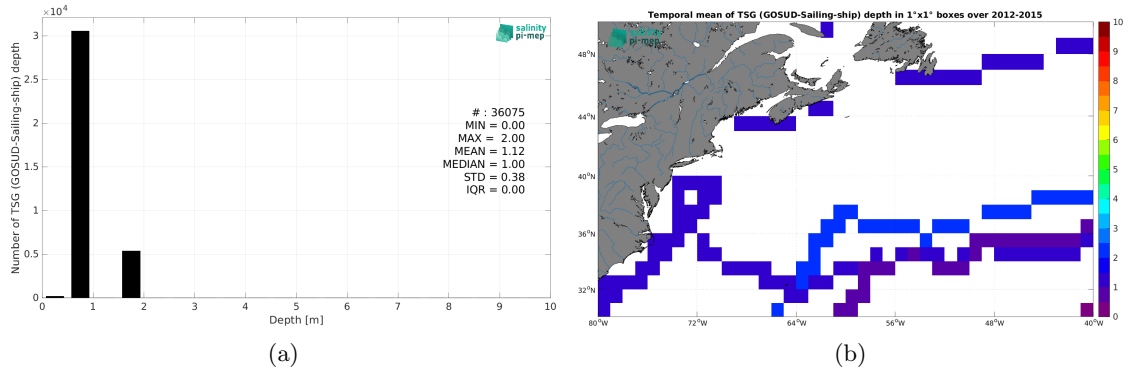 ×10⁴
3
2.5
2
1.5
1
0.5
0
0 1 2 3 4 5 6 7 8 9 10
Number of TSG (GOSUD-Sailing-ship) depth
Depth [m]
salinity
pi-mep
# : 36075
MIN = 0.00
MAX = 2.00
MEAN = 1.12
MEDIAN = 1.00
STD = 0.38
IQR = 0.00
(a)
Temporal mean of TSG (GOSUD-Sailing-ship) depth in 1°x1° boxes over 2012-2015
pi-mep
48°N
44°N
40°N
36°N
32°N
80°W 72°W 64°W 56°W 48°W 40°W
10
9
8
7
6
5
4
3
2
1
0
(b)